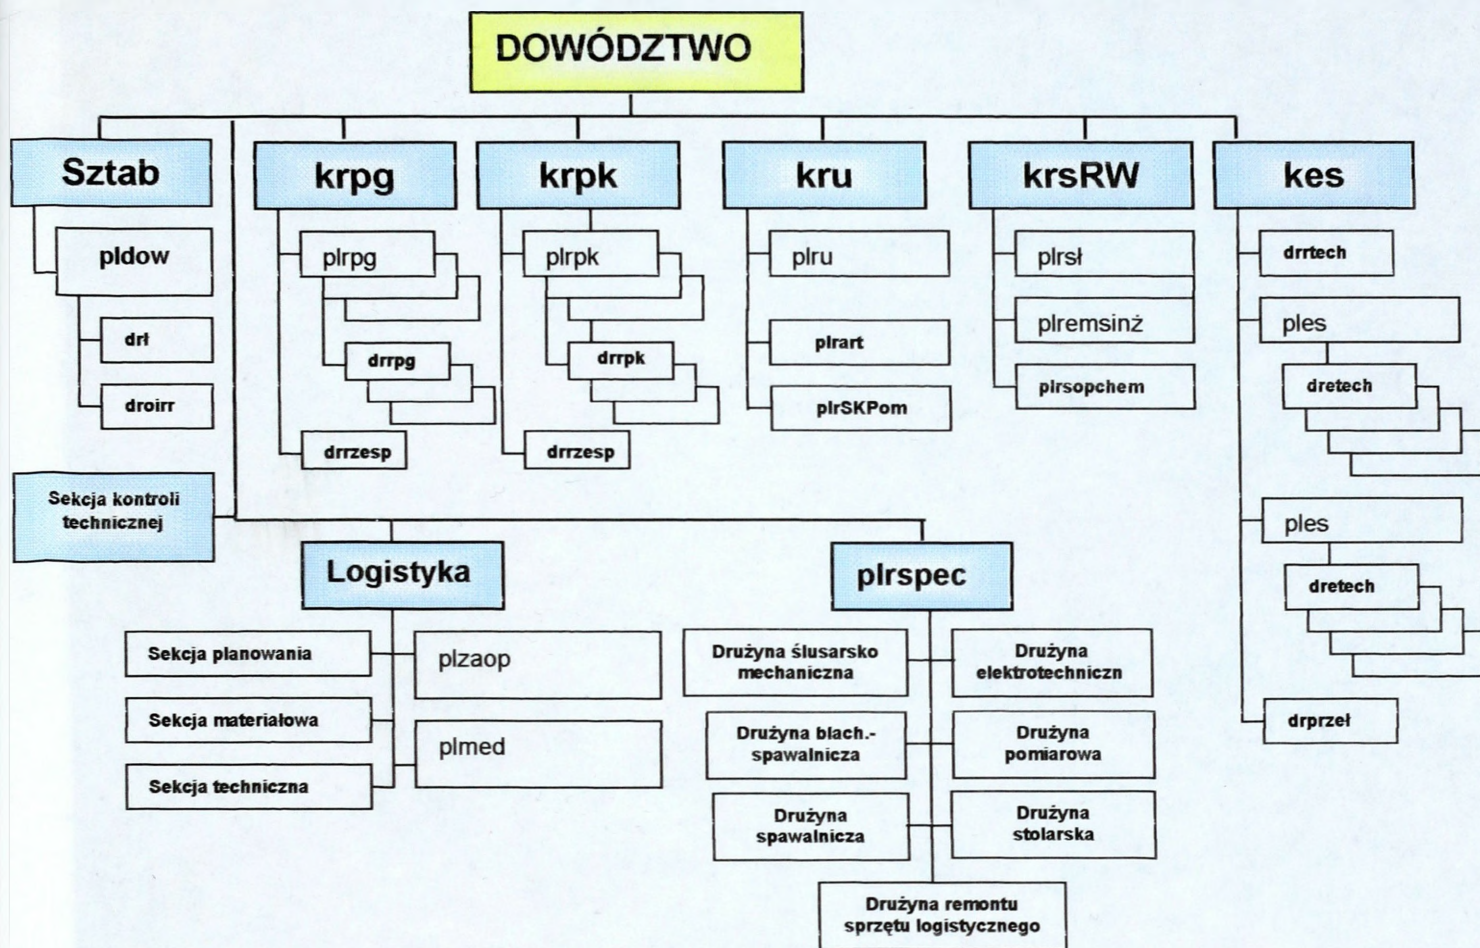 DOWÓDZTWO
Sztab
krpg
krpk
kru
krsRW
kes
pldow
drł
droirr
plrpg
drrpg
drrzesp
plrpk
drrpk
drrzesp
plru
plrart
plrSKPom
plrsł
plremsinż
plrsopchem
drrtech
ples
dretech
ples
dretech
drprzeł
Sekcja kontroli
technicznej
Logistyka
Sekcja planowania
Sekcja materiałowa
Sekcja techniczna
plzaop
plmed
plrspec
Drużyna ślusarsko
mechaniczna
Drużyna
elektrotechniczn
Drużyna blach.-
spawalnicza
Drużyna
pomiarowa
Drużyna
spawalnicza
Drużyna
stolarska
Drużyna remontu
sprzętu logistycznego